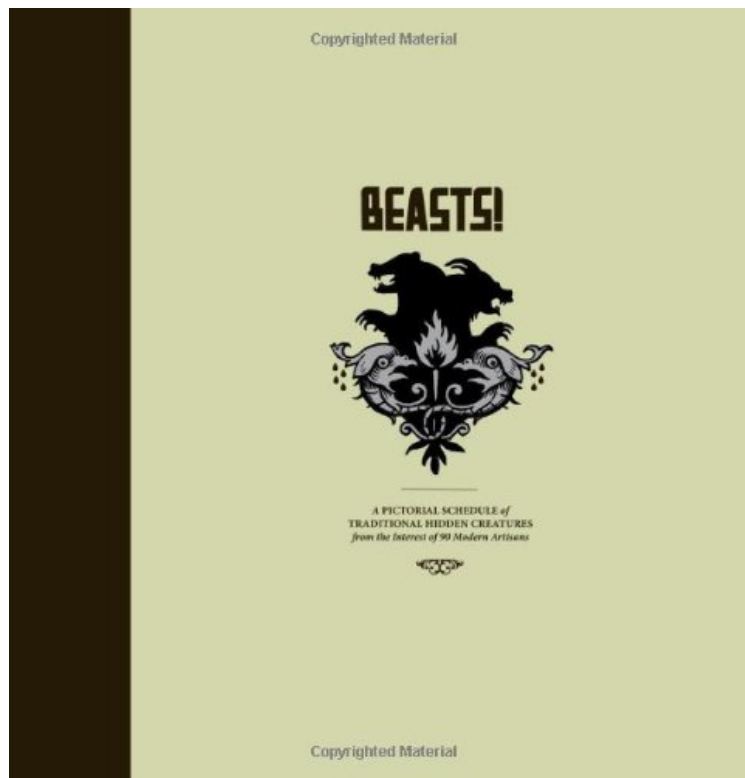 Copyrighted Material
BEASTS!
A PICTORIAL SCHEDULE of
TRADITIONAL HIDDEN CREATURES
from the Interest of 90 Modern Artisans
Copyrighted Material